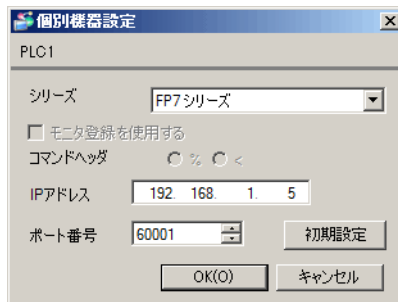 個別機器設定
PLC1
シリーズ FP7シリーズ
モニタ登録を使用する
コマンドヘッダ % <
IPアドレス 192. 168. 1. 5
ポート番号 60001 初期設定
OK(O) キャンセル